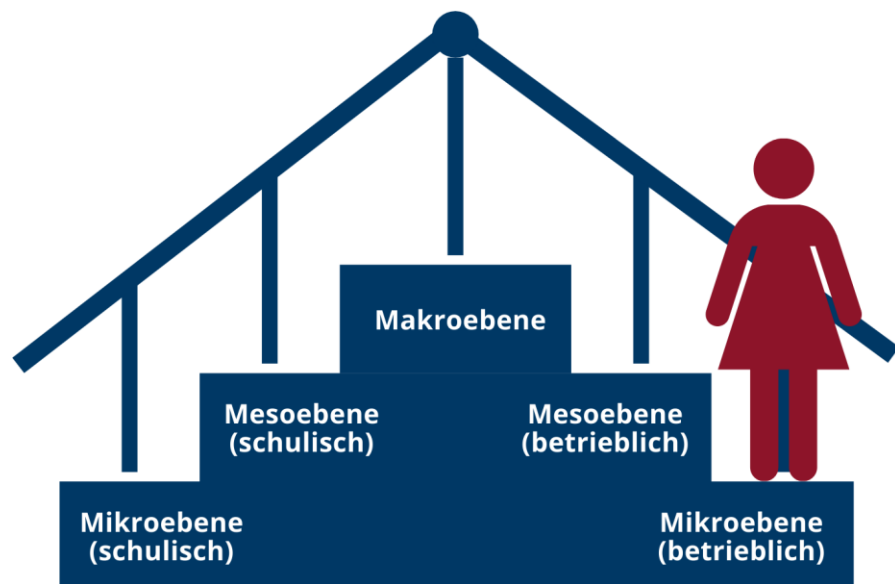 Makroebene
Mesoebene
(schulisch)
Mesoebene
(betrieblich)
Mikroebene
(schulisch)
Mikroebene
(betrieblich)